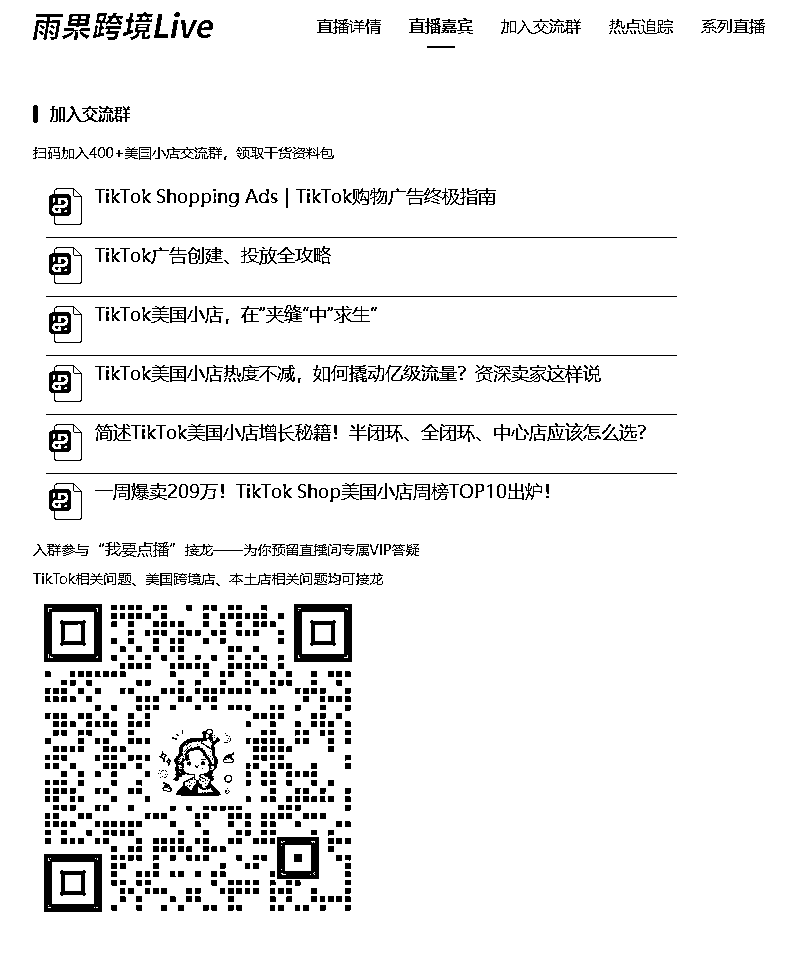 雨果跨境Live
直播详情 直播嘉宾 加入交流群 热点追踪 系列直播
加入交流群
扫码加入400+美国小店交流群，领取干货资料包
TikTok Shopping Ads | TikTok购物广告终极指南
TikTok广告创建、投放全攻略
TikTok美国小店，在"夹缝"中"求生"
TikTok美国小店热度不减，如何撬动亿级流量？资深卖家这样说
简述TikTok美国小店增长秘籍！半闭环、全闭环、中心店应该怎么选？
一周爆卖209万！TikTok Shop美国小店周榜TOP10出炉！
入群参与“我要点播”接龙——为你预留直播间专属VIP答疑
TikTok相关问题、美国跨境店、本土店相关问题均可接龙